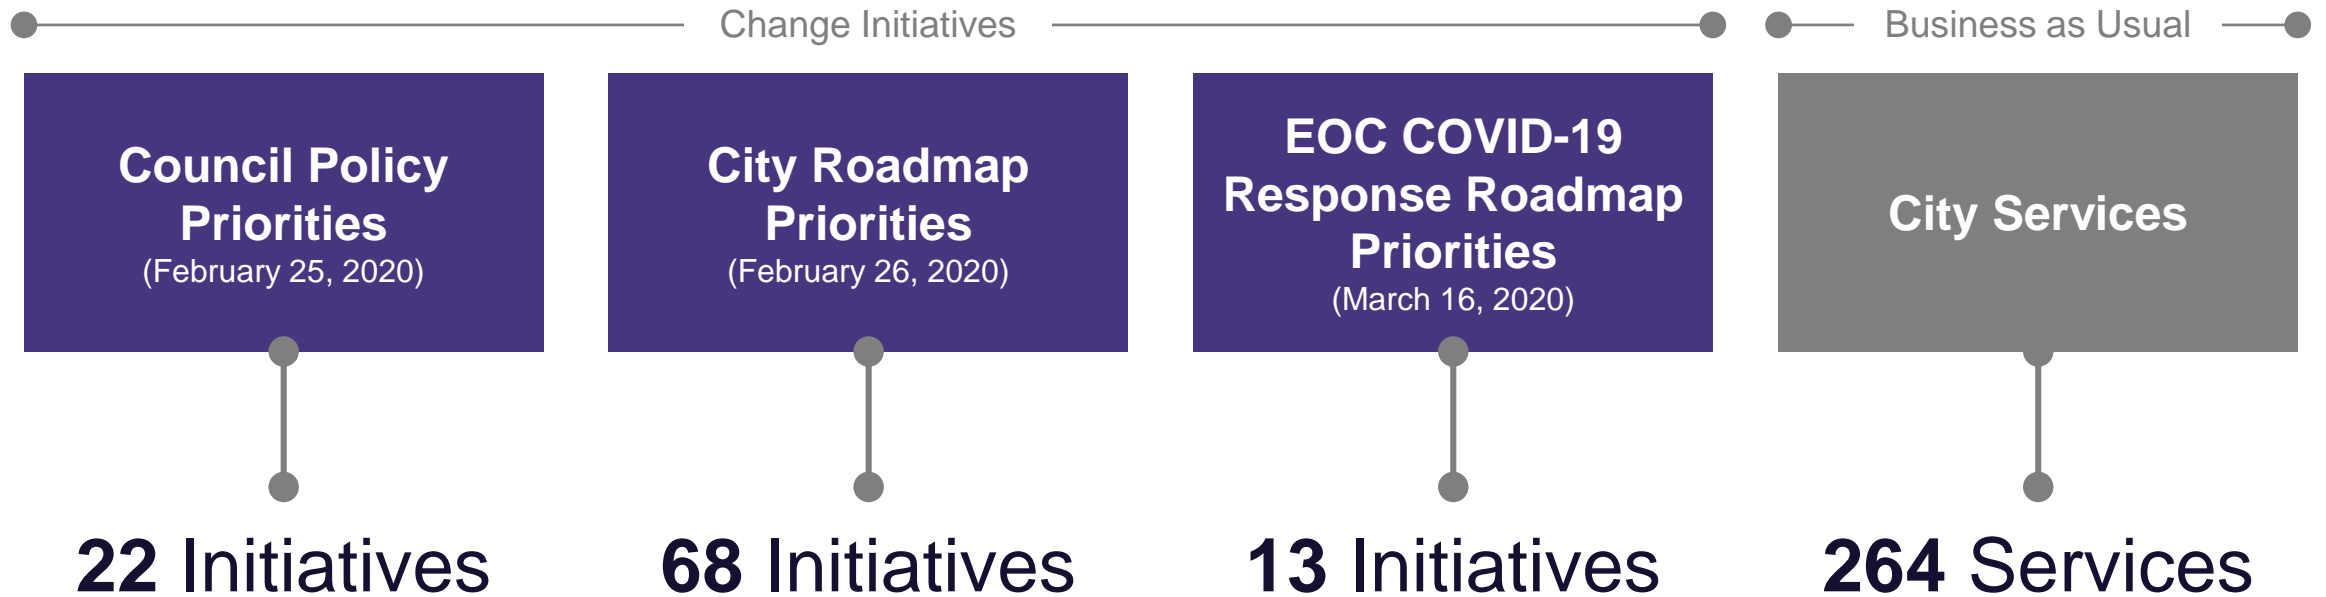 Change Initiatives
Business as Usual
Council Policy
Priorities
(February 25, 2020)
City Roadmap
Priorities
(February 26, 2020)
EOC COVID-19
Response Roadmap
Priorities
(March 16, 2020)
City Services
22 Initiatives
68 Initiatives
13 Initiatives
264 Services